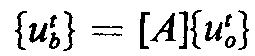 {u_b^t} = [A]{u_o^t}